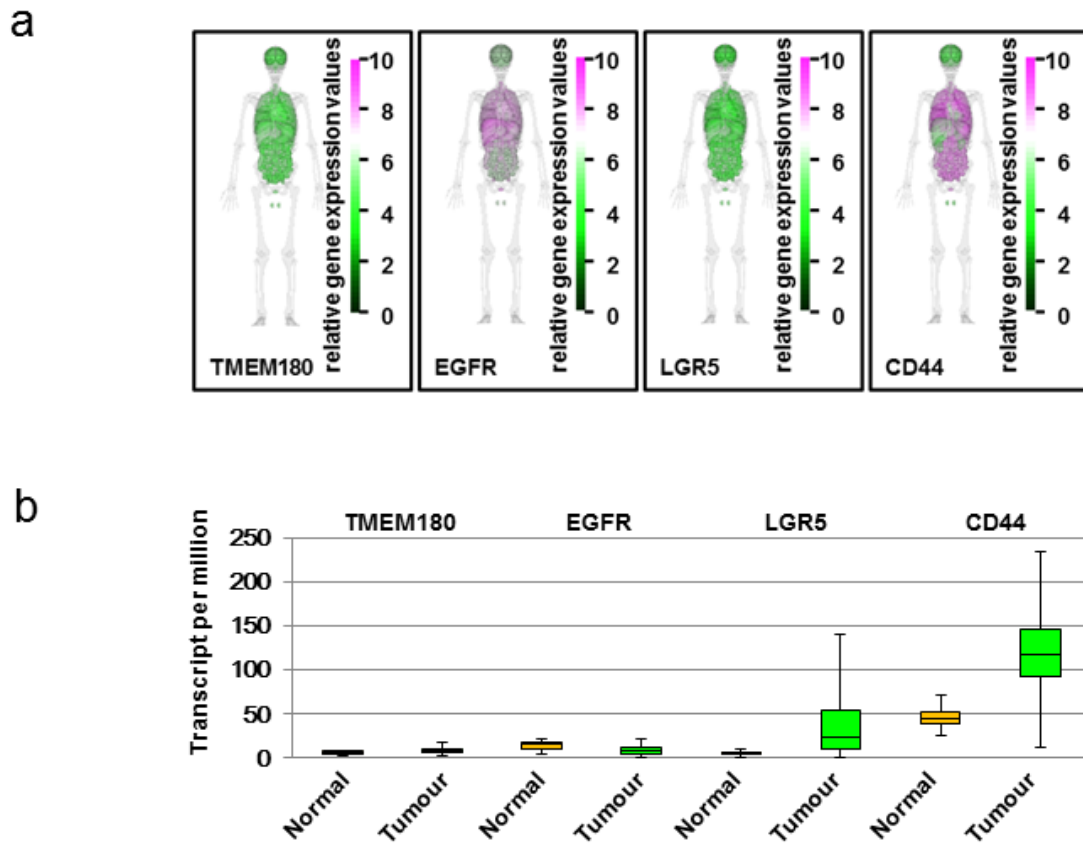 a
relative gene expression values
10
8
6
4
2
0
TMEM180
relative gene expression values
10
8
6
4
2
0
EGFR
relative gene expression values
10
8
6
4
2
0
LGR5
relative gene expression values
10
8
6
4
2
0
CD44
b
TMEM180 EGFR LGR5 CD44
Transcript per million
250
200
150
100
50
0
Normal Tumour Normal Tumour Normal Tumour Normal Tumour